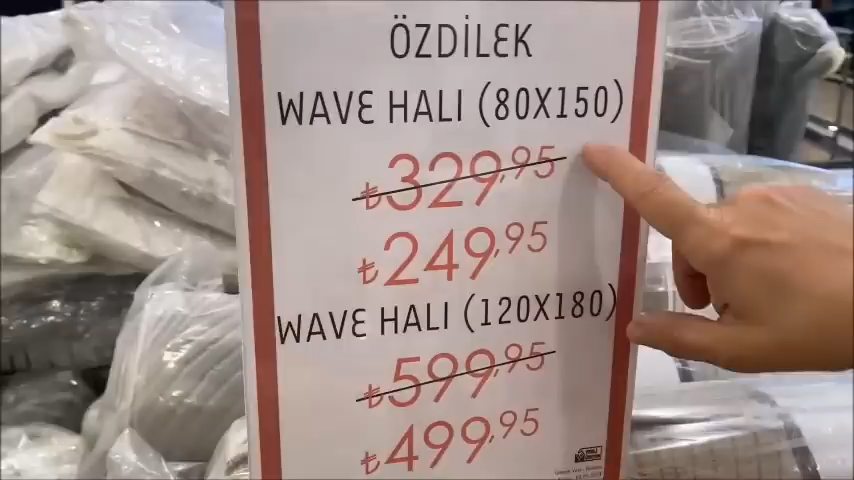 ÖZDİLEK
WAVE HALI (80X150)
₺329,95
₺249,95
WAVE HALI (120X180)
₺599,95
₺499,95